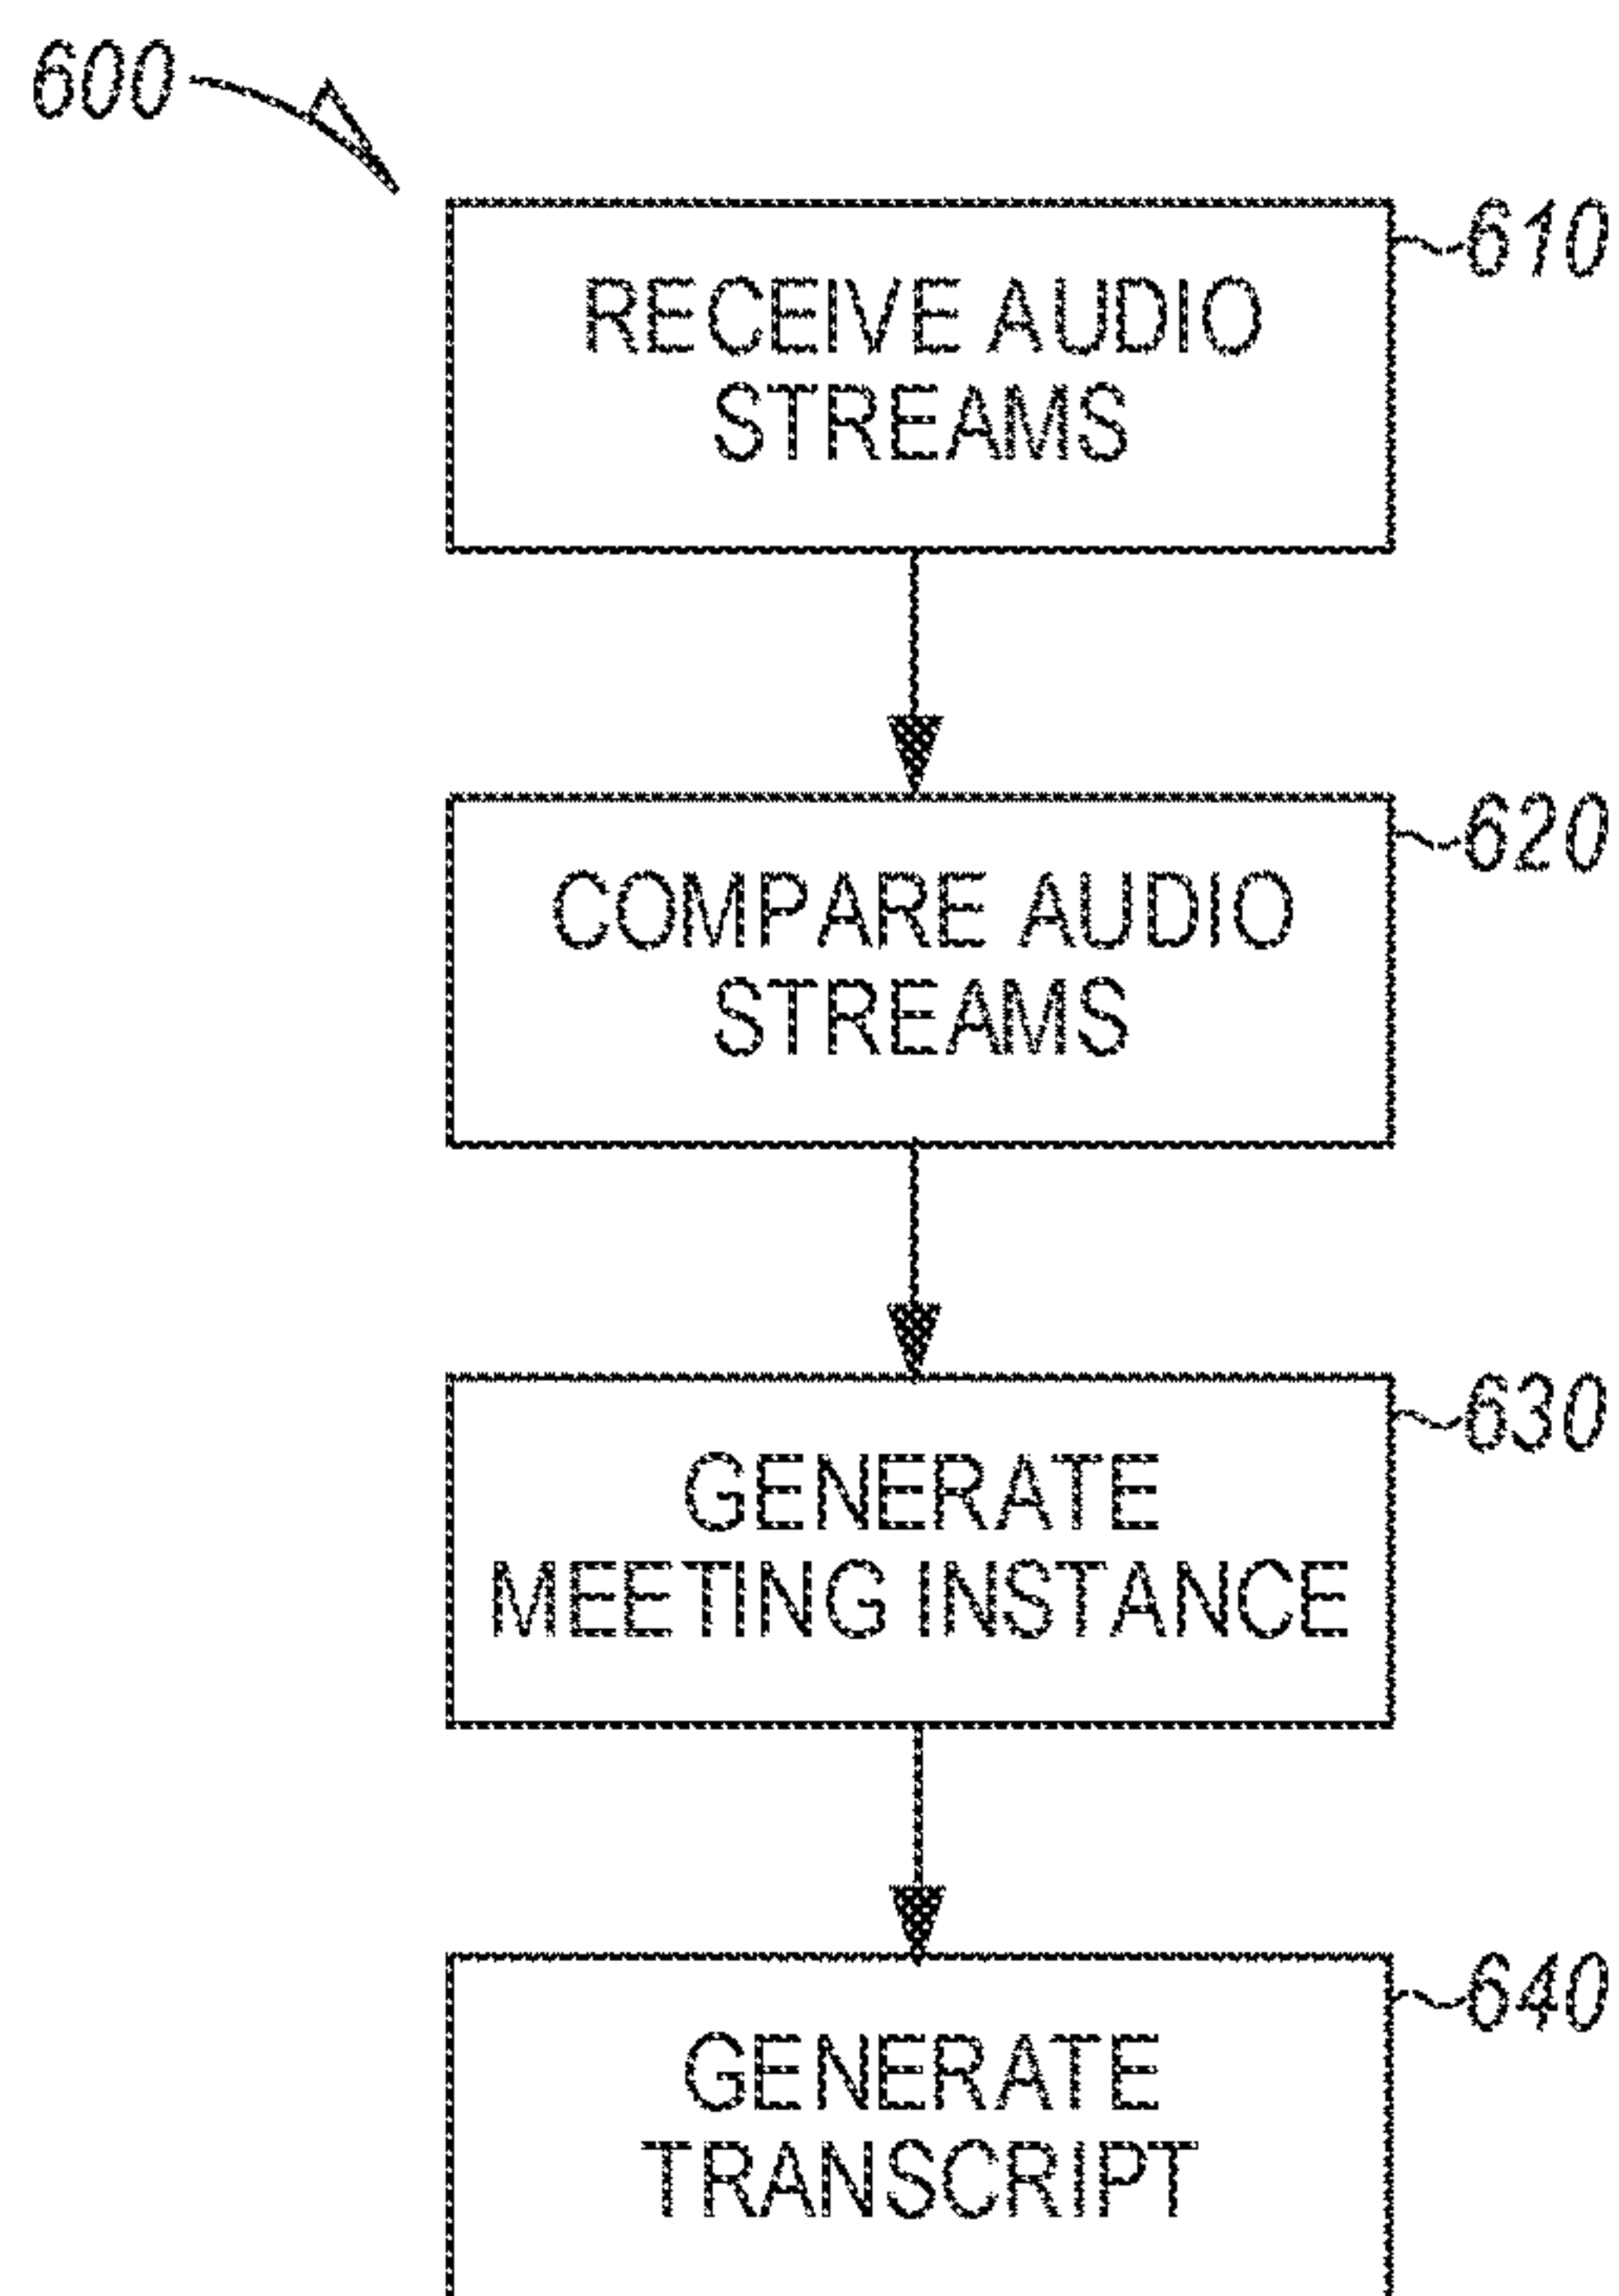 600
610
RECEIVE AUDIO
STREAMS
620
COMPARE AUDIO
STREAMS
630
GENERATE
MEETING INSTANCE
640
GENERATE
TRANSCRIPT